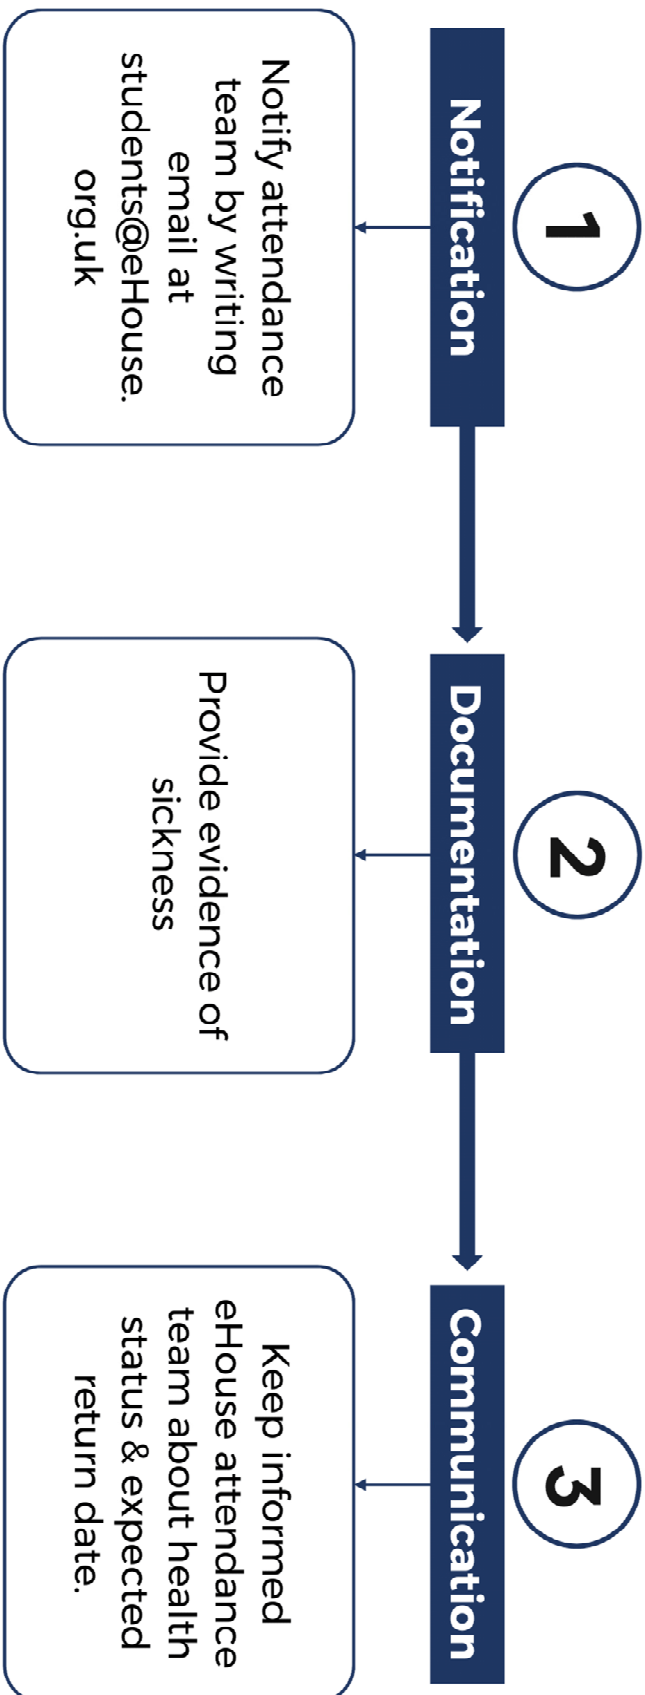 1
Notification
Notify attendance
team by writing
email at
students@eHouse.
org.uk
2
Documentation
Provide evidence of
sickness
3
Communication
Keep informed
eHouse attendance
team about health
status & expected
return date.